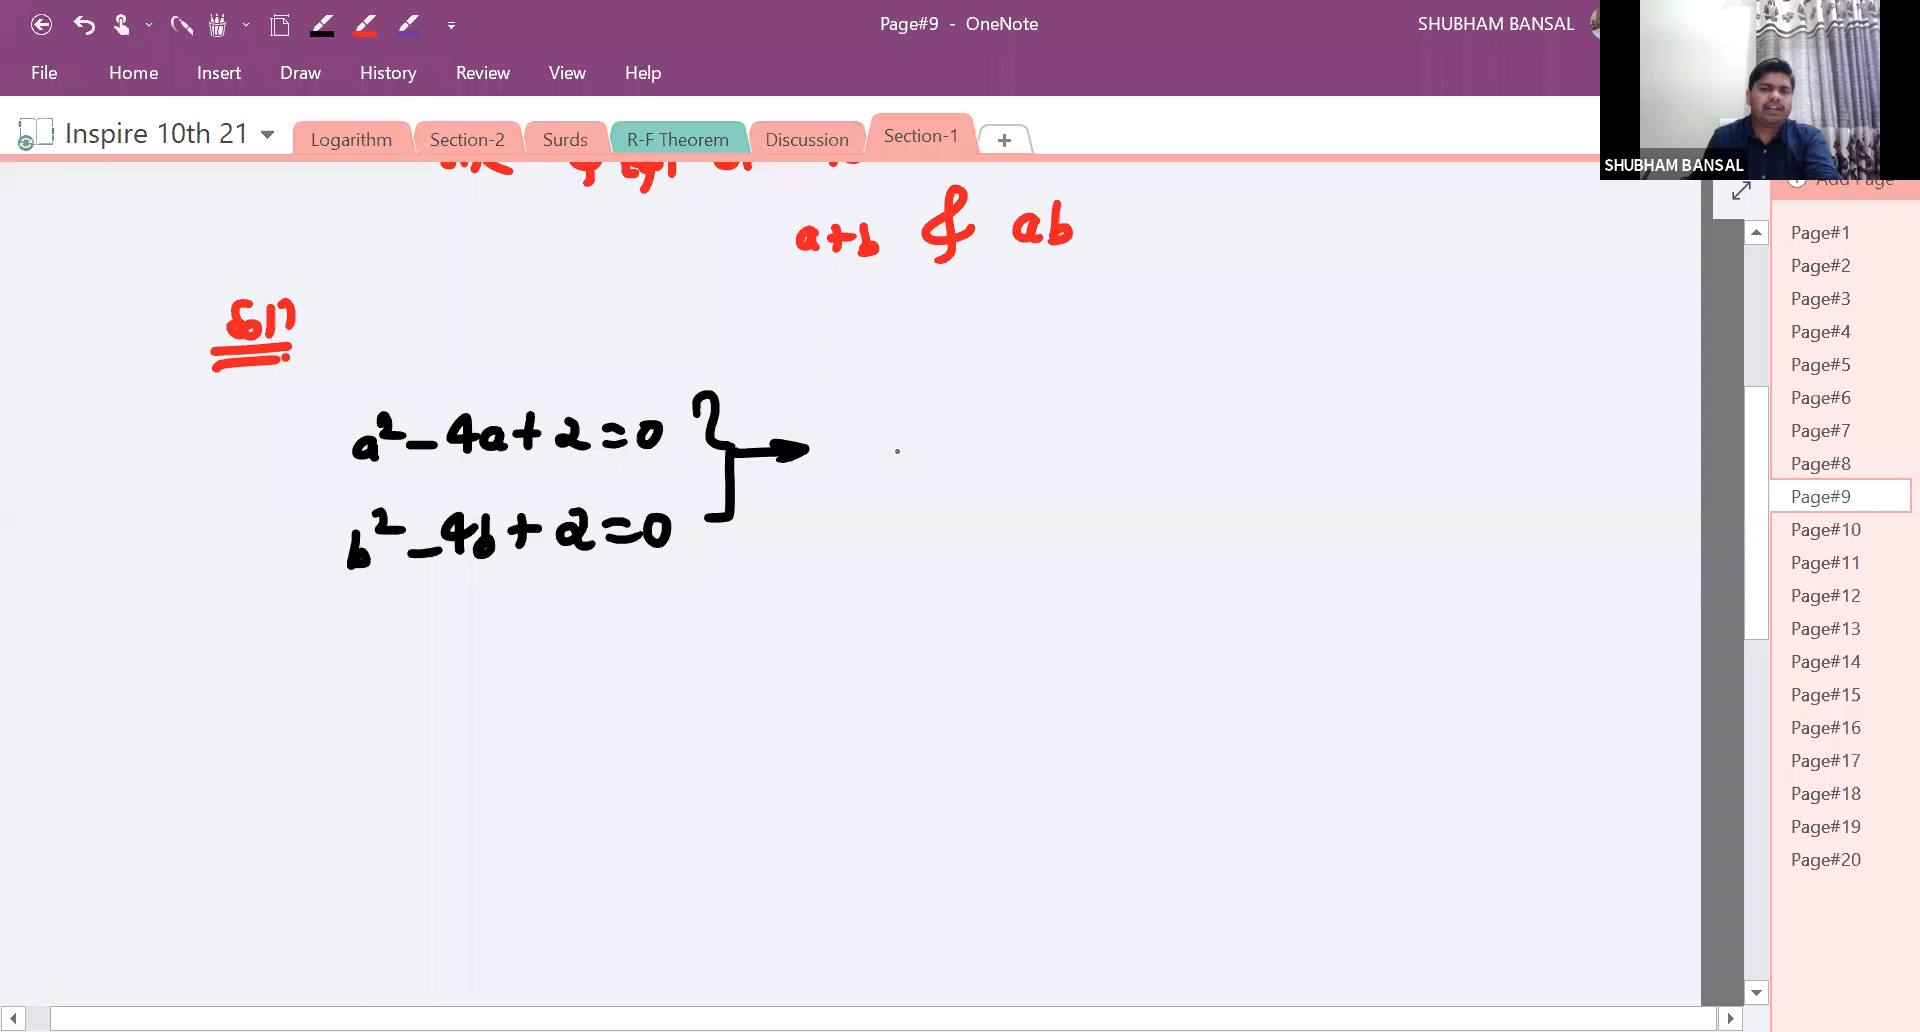 Page#9 - OneNote
SHUBHAM BANSAL
File Home Insert Draw History Review View Help
SHUBHAM BANSAL
Inspire 10th 21
Logarithm Section-2 Surds R-F Theorem Discussion Section-1 +
Add Page
a+b & ab
Soln
a² - 4a + 2 = 0
b² - 4b + 2 = 0
Page#1
Page#2
Page#3
Page#4
Page#5
Page#6
Page#7
Page#8
Page#9
Page#10
Page#11
Page#12
Page#13
Page#14
Page#15
Page#16
Page#17
Page#18
Page#19
Page#20